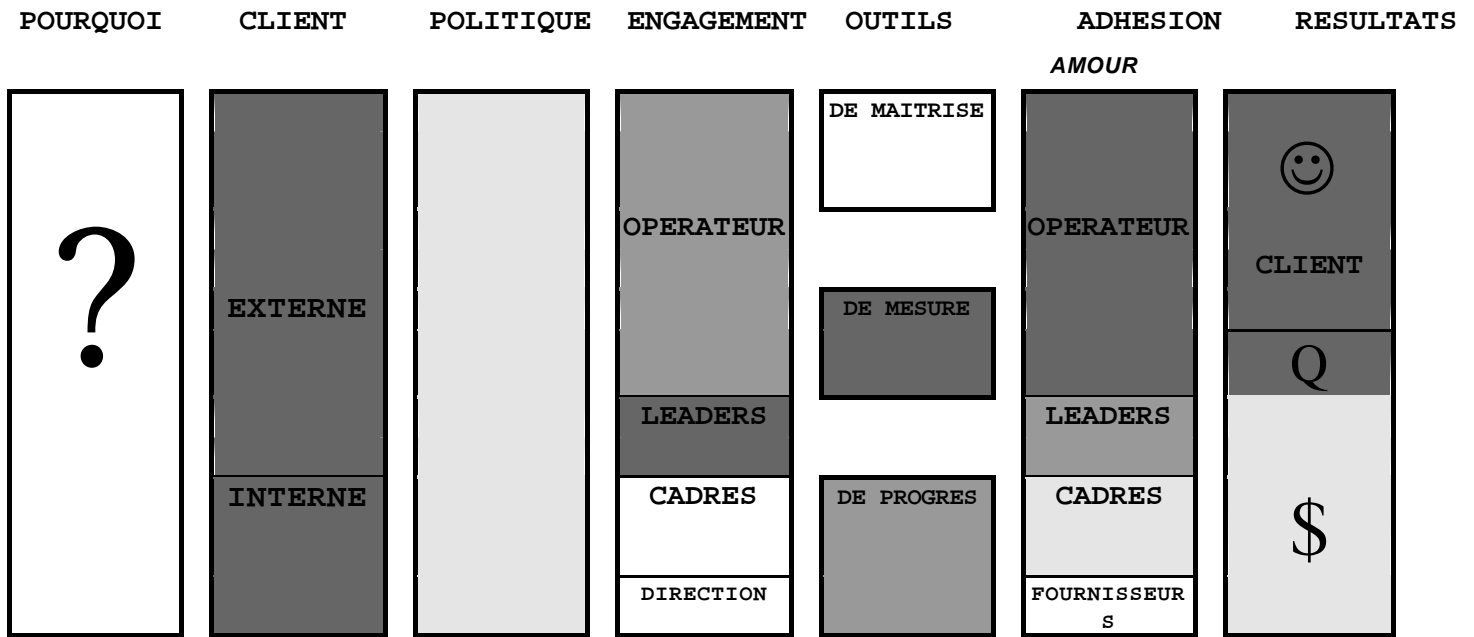 POURQUOI CLIENT POLITIQUE ENGAGEMENT OUTILS ADHESION RESULTATS
AMOUR
?
EXTERNE
INTERNE
OPERATEUR
LEADERS
CADRES
DIRECTION
DE MAITRISE
DE MESURE
DE PROGRES
OPERATEUR
LEADERS
CADRES
FOURNISSEUR
S
☺
CLIENT
Q
$